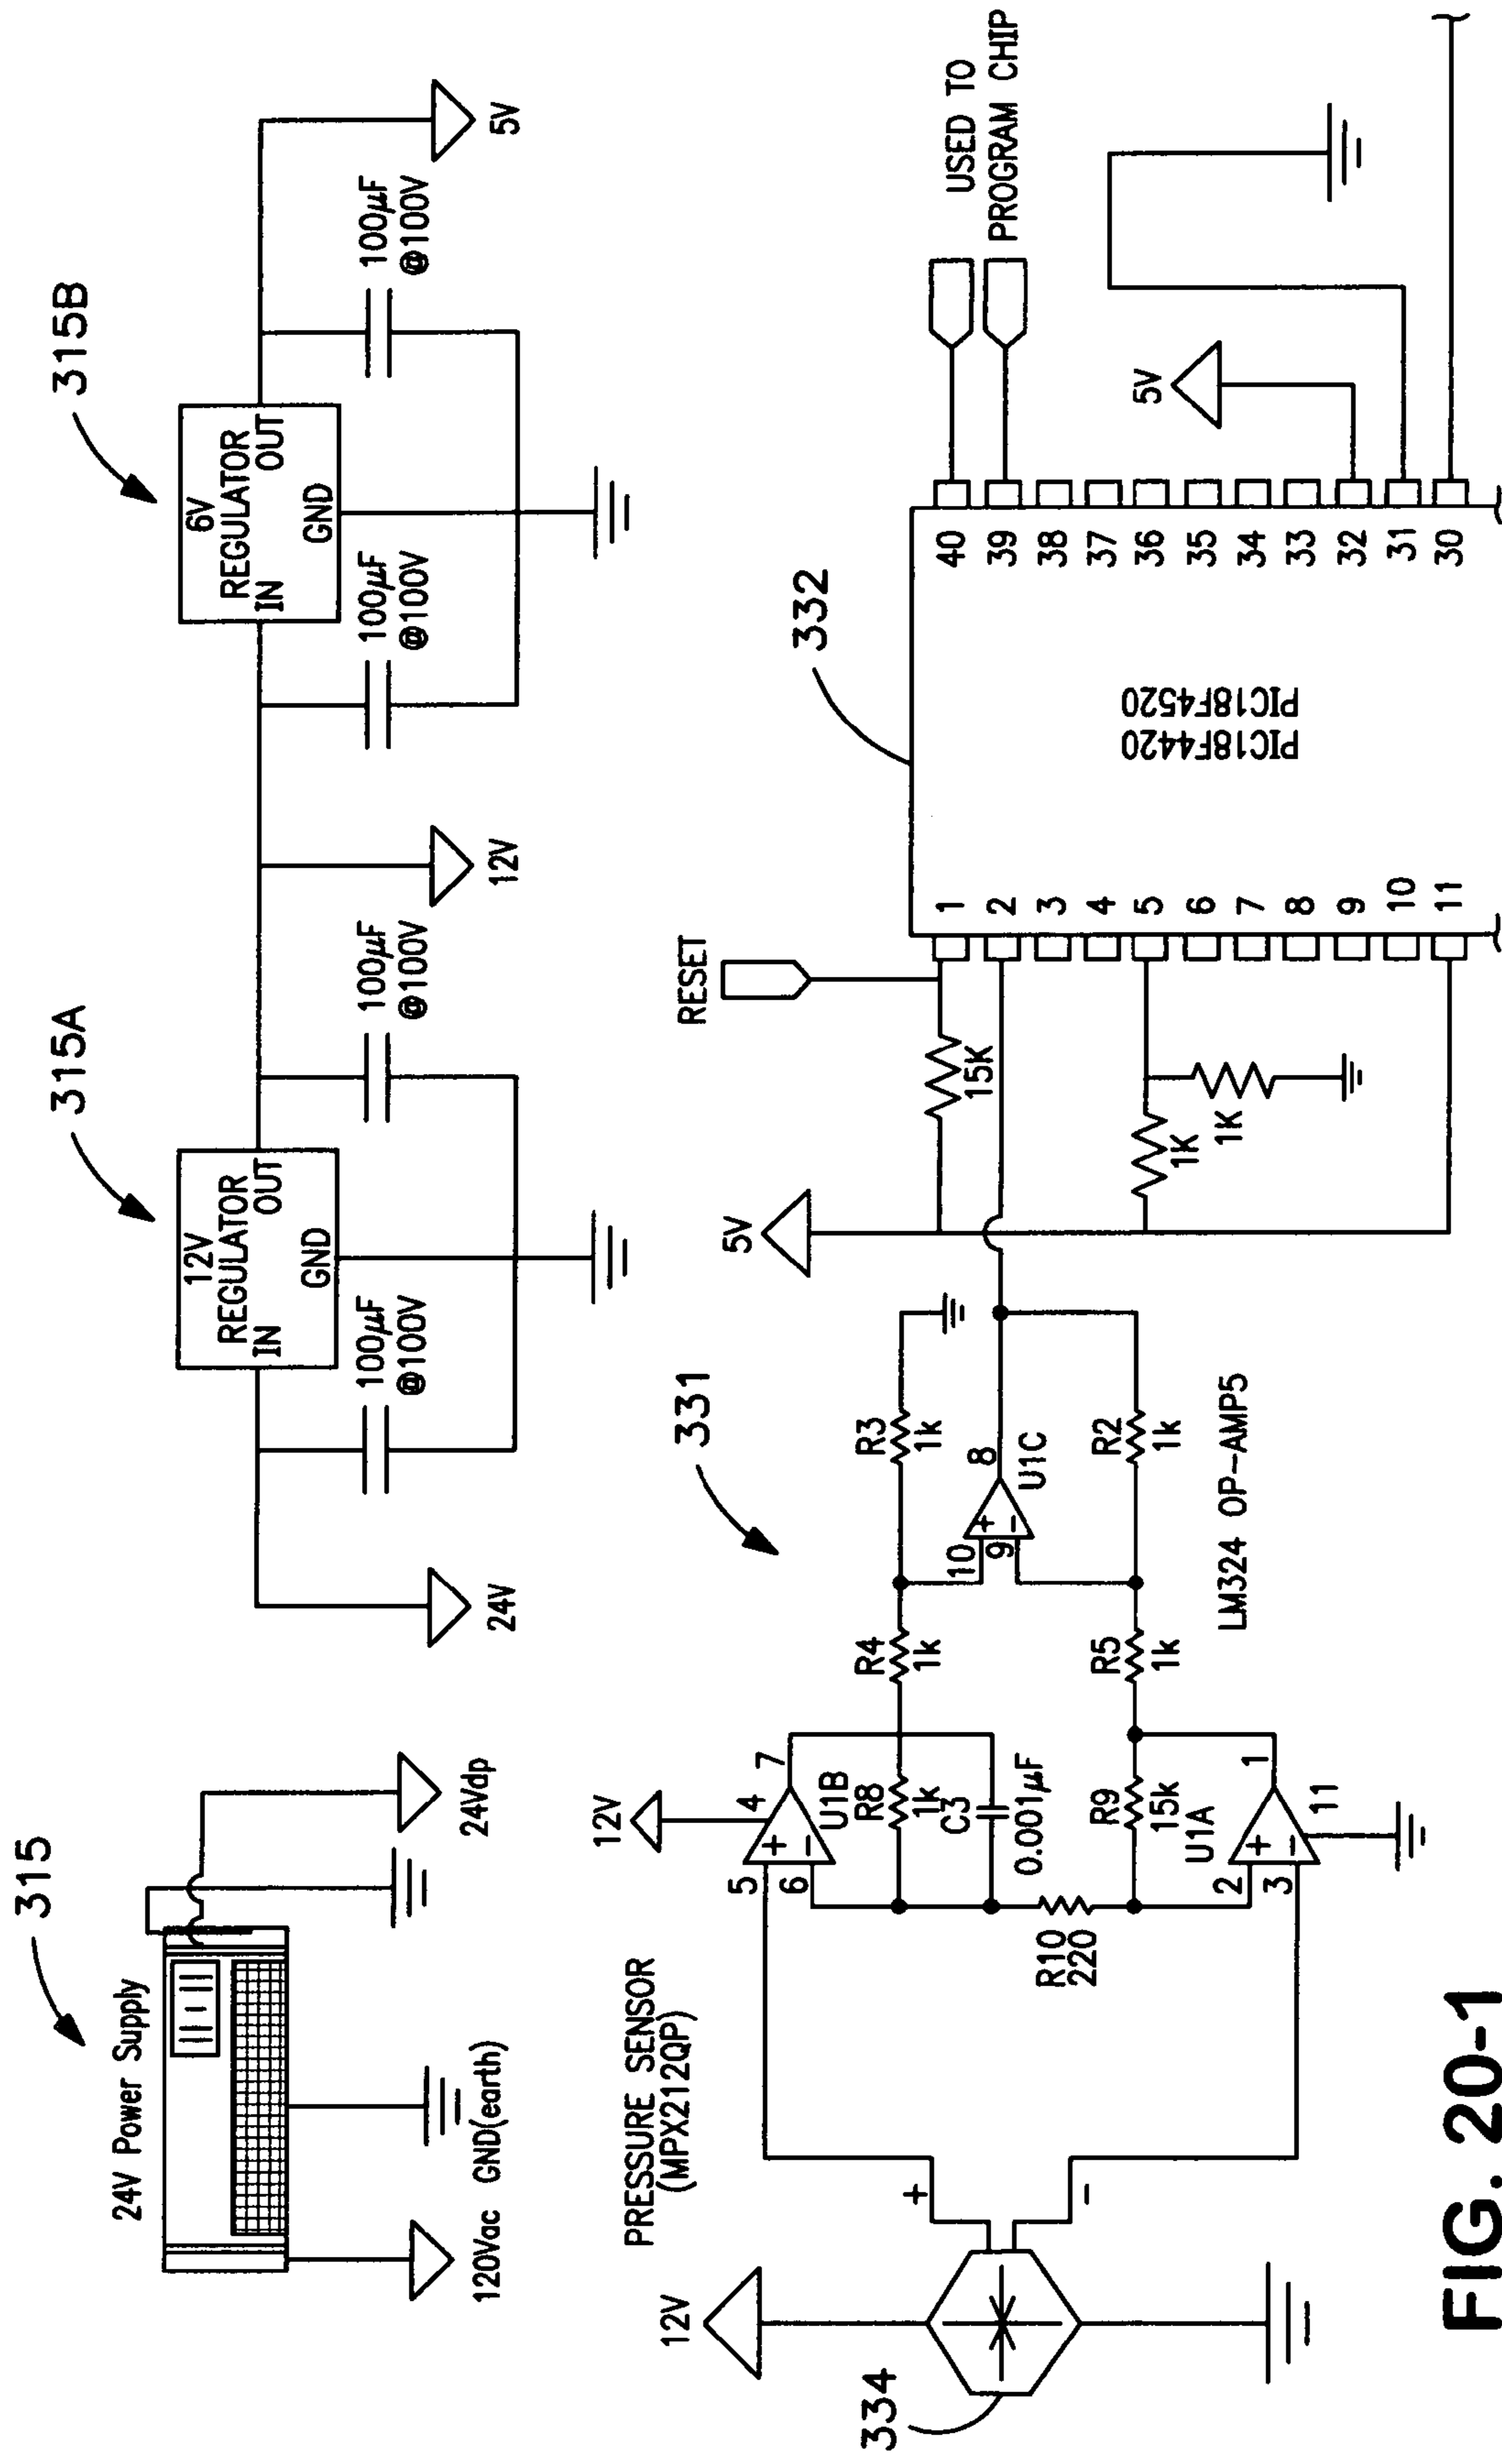 315
24V Power Supply
120Vac
GND(earth)
24Vdp
315A
12V
REGULATOR
IN
OUT
GND
24V
100µF
@100V
100µF
@100V
12V
315B
6V
REGULATOR
IN
OUT
GND
100µF
@100V
100µF
@100V
5V
334
12V
PRESSURE SENSOR
(MPX212QP)
+
-
331
12V
4
5
+
6
-
7
U1B
R8
1k
C3
0.001µF
R10
220
R9
15k
U1A
2
+
3
-
1
11
R4
1k
R5
1k
R3
1k
R2
1k
10
+
9
-
8
U1C
LM324 OP-AMP5
5V
RESET
15K
1K
1K
332
1
2
3
4
5
6
7
8
9
10
11
PIC18F4420
PIC18F4520
40
39
38
37
36
35
34
33
32
31
30
5V
USED TO
PROGRAM CHIP
FIG. 20-1